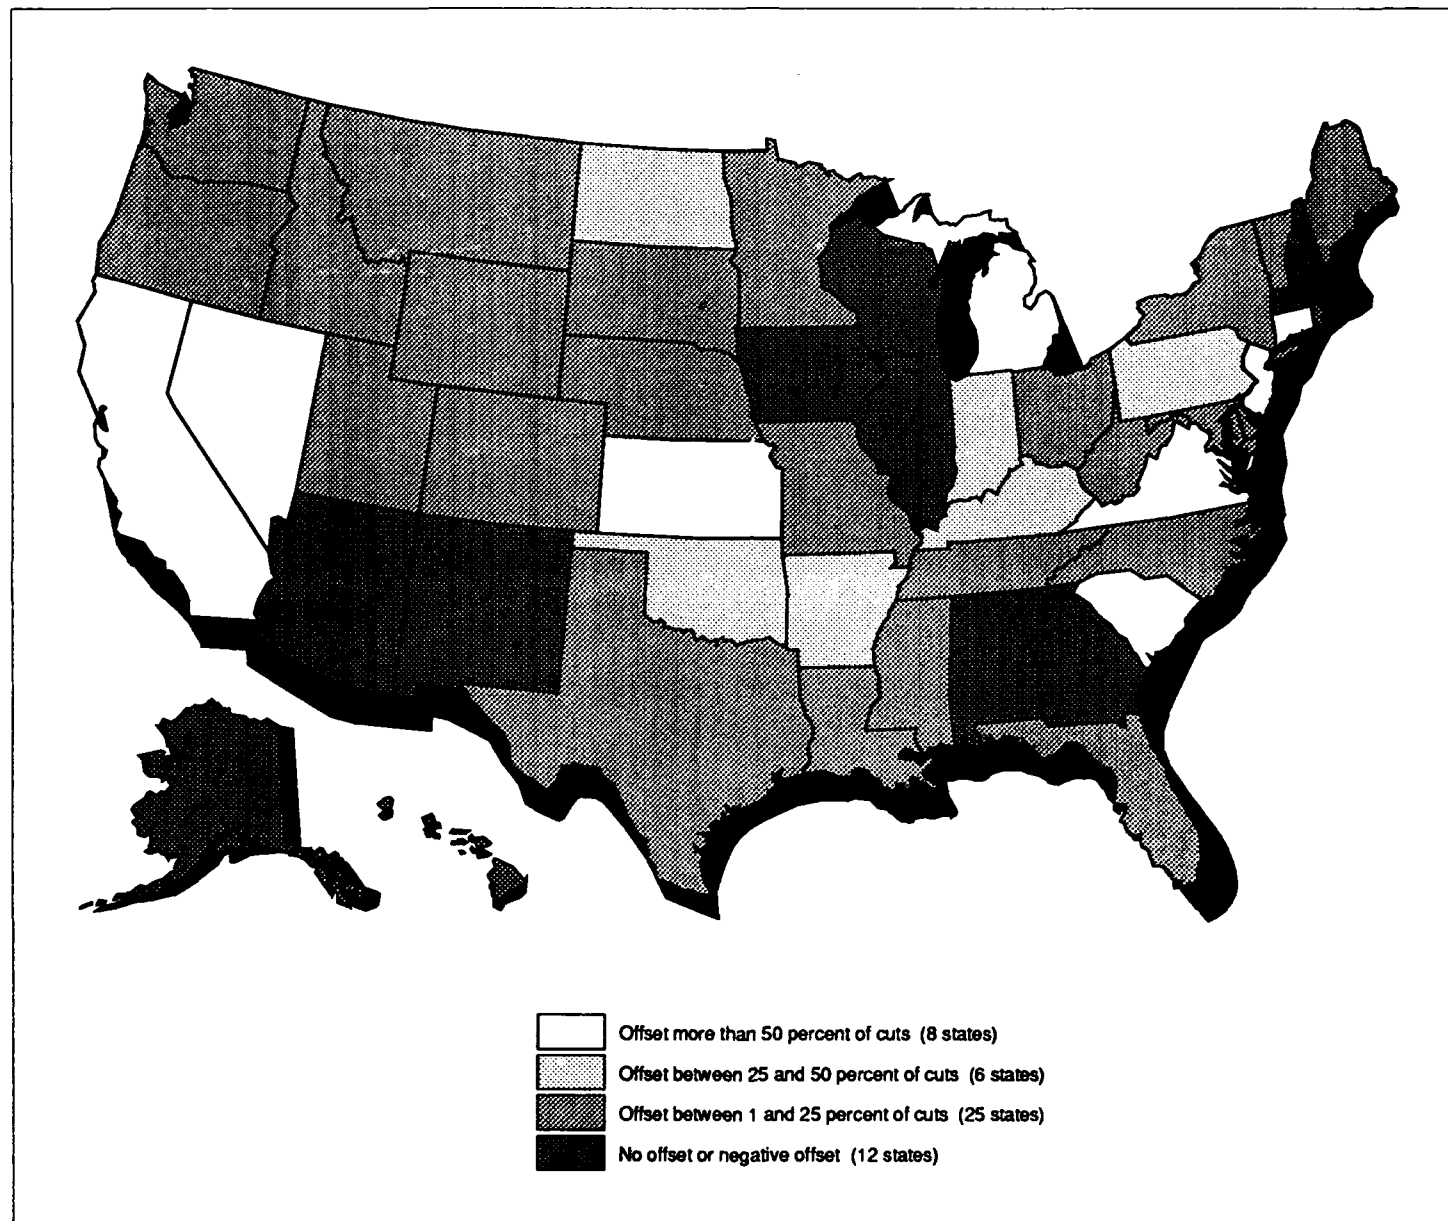 Offset more than 50 percent of cuts (8 states)
Offset between 25 and 50 percent of cuts (6 states)
Offset between 1 and 25 percent of cuts (25 states)
No offset or negative offset (12 states)